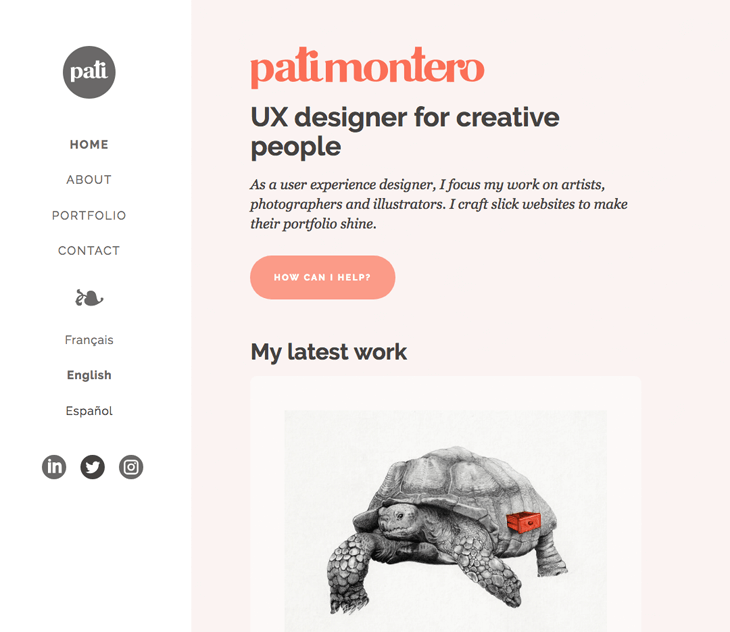 pati
HOME
ABOUT
PORTFOLIO
CONTACT
Français
English
Español
in
patimontero
UX designer for creative
people
As a user experience designer, I focus my work on artists,
photographers and illustrators. I craft slick websites to make
their portfolio shine.
HOW CAN I HELP?
My latest work